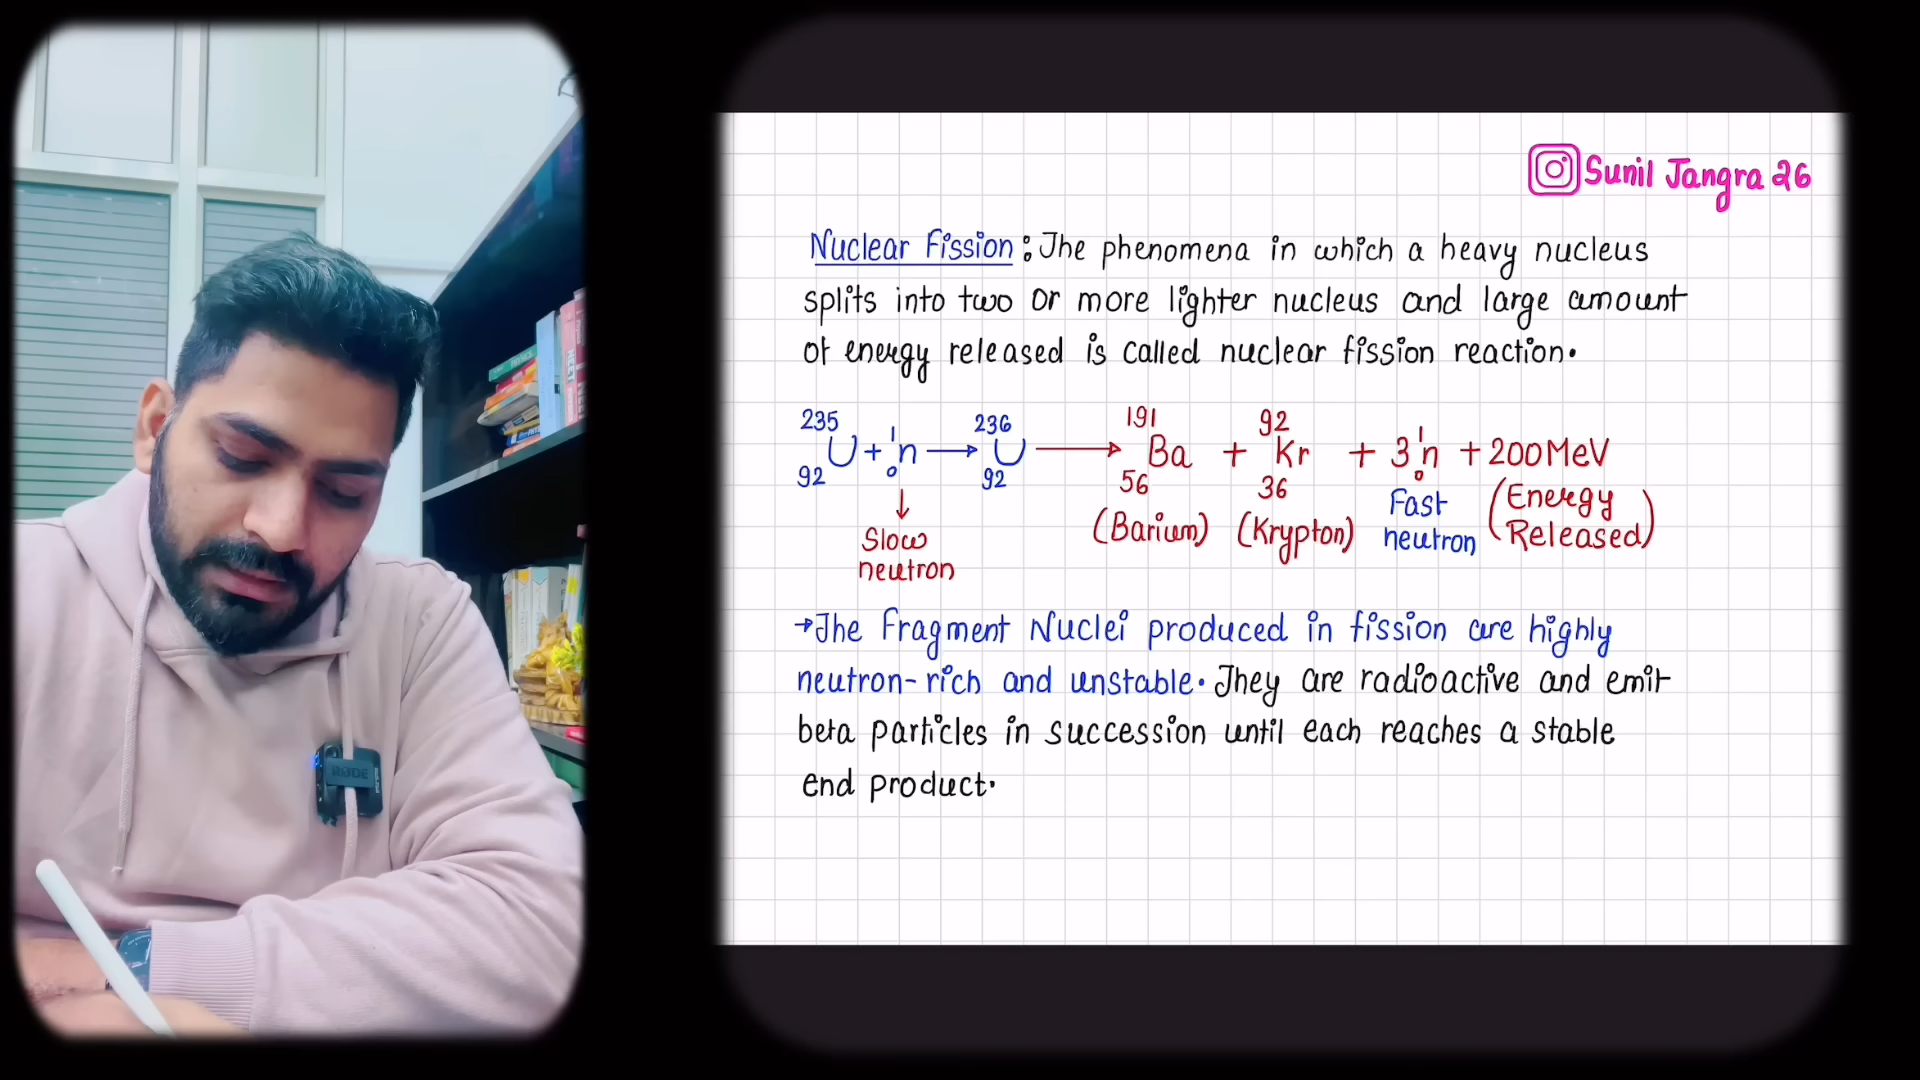 Sunil Jangra 26
Nuclear Fission : The phenomena in which a heavy nucleus
splits into two or more lighter nucleus and large amount
of energy released is called nuclear fission reaction.
235 1 236 191 92 1
U + n → U → Ba + Kr + 3 n + 200 MeV
92 0 92 56 36 0
↓ (Barium) (Krypton) Fast neutron (Energy Released)
Slow
neutron
→ The Fragment Nuclei produced in fission are highly
neutron-rich and unstable. They are radioactive and emit
beta particles in succession until each reaches a stable
end product.
RØDE